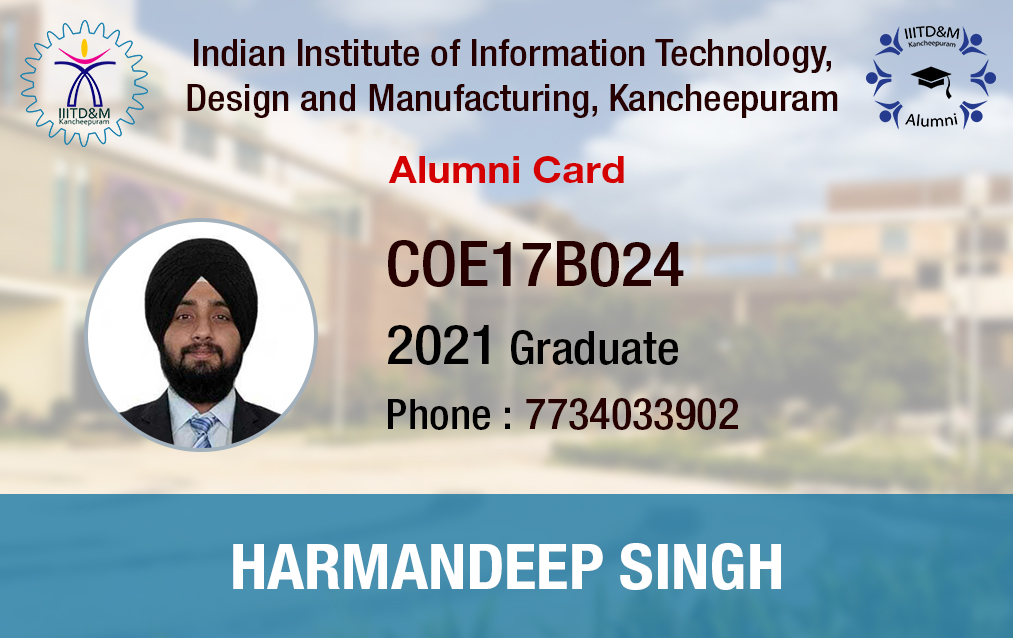 Indian Institute of Information Technology,
Design and Manufacturing, Kancheepuram
IIITD&M
Kancheepuram
IIITD&M
Kancheepuram
Alumni
Alumni Card
COE17B024
2021 Graduate
Phone : 7734033902
HARMANDEEP SINGH